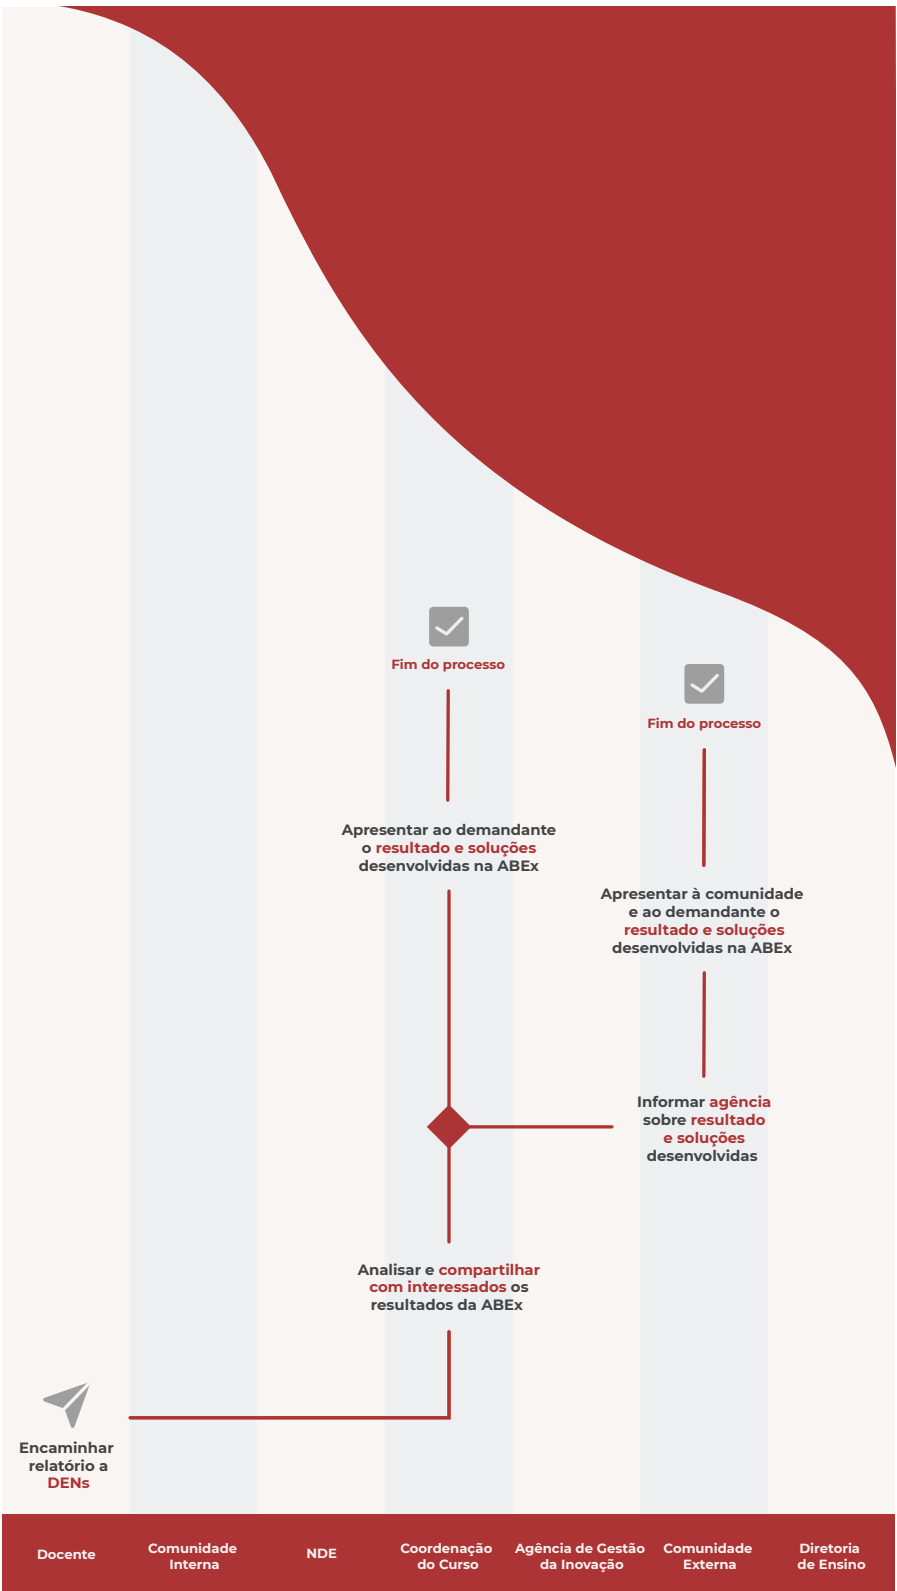 Fim do processo
Fim do processo
Apresentar ao demandante
o resultado e soluções
desenvolvidas na ABEx
Apresentar à comunidade
e ao demandante o
resultado e soluções
desenvolvidas na ABEx
Informar agência
sobre resultado
e soluções
desenvolvidas
Analisar e compartilhar
com interessados os
resultados da ABEx
Encaminhar
relatório a
DENs
Docente
Comunidade
Interna
NDE
Coordenação
do Curso
Agência de Gestão
da Inovação
Comunidade
Externa
Diretoria
de Ensino